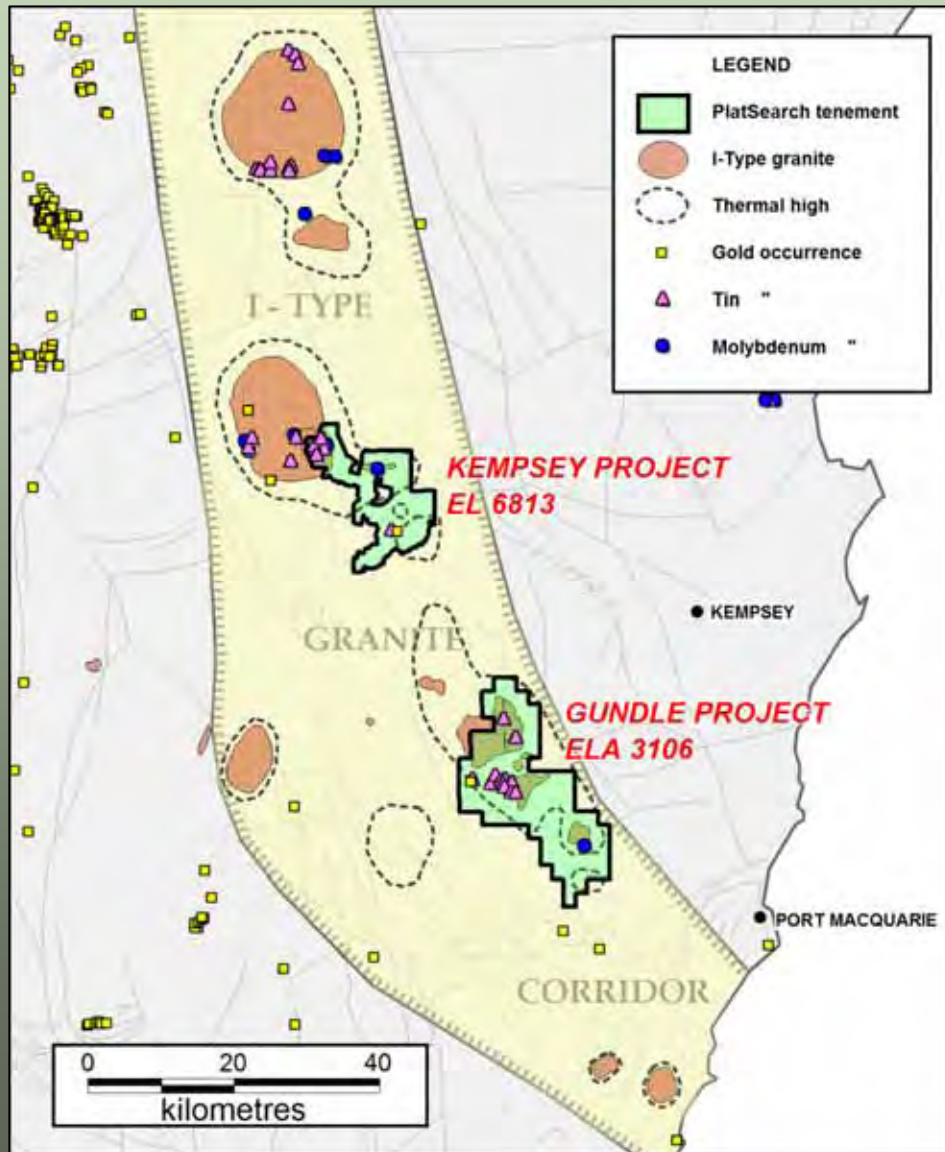 LEGEND
PlatSearch tenement
I-Type granite
Thermal high
Gold occurrence
Tin "
Molybdenum "
I - TYPE
KEMPSEY PROJECT
EL 6813
KEMPSEY
GRANITE
GUNDLE PROJECT
ELA 3106
PORT MACQUARIE
CORRIDOR
0 20 40
kilometres